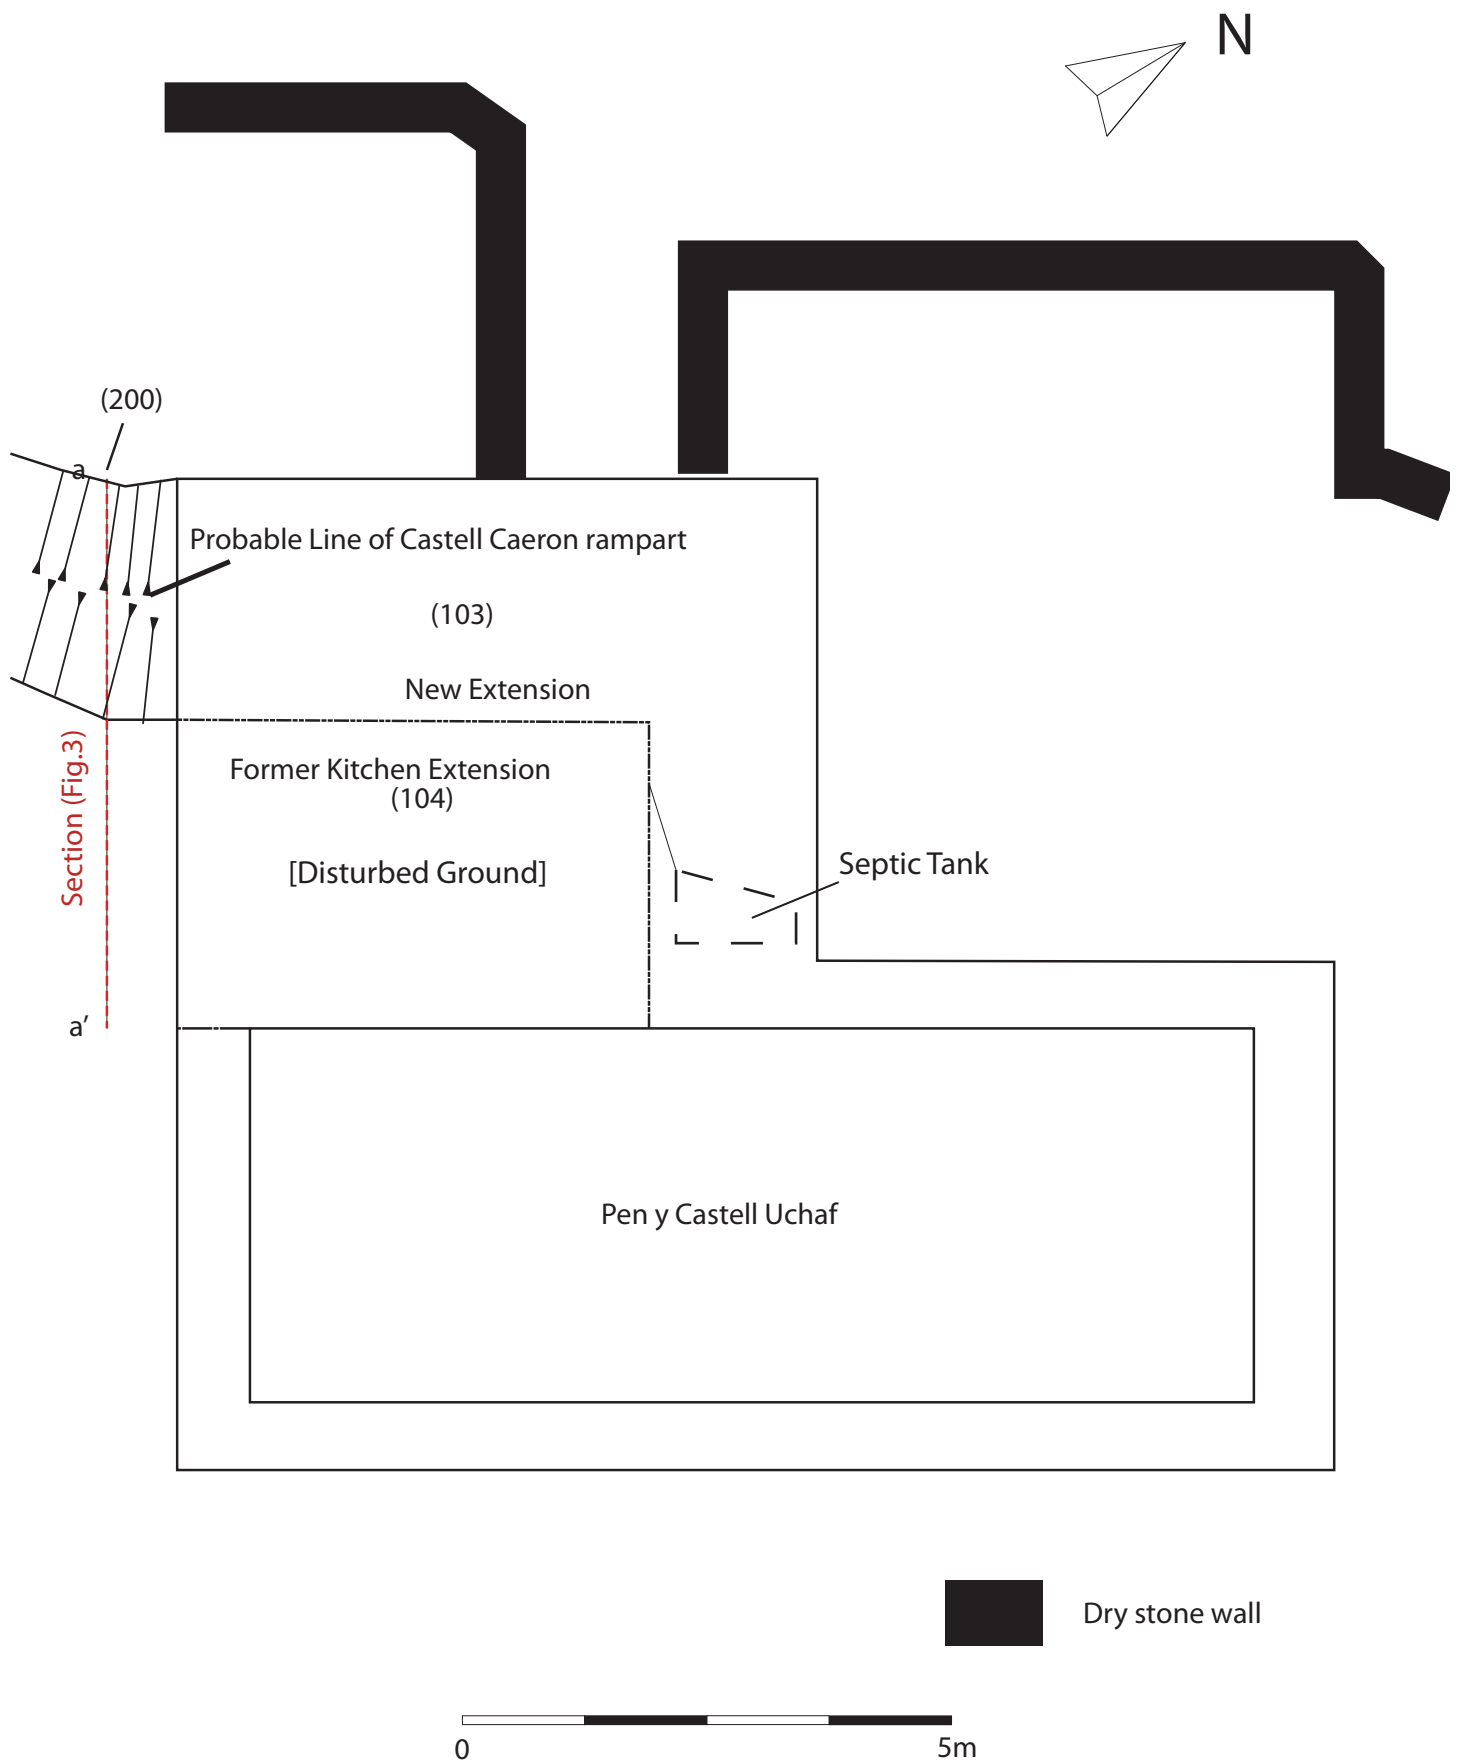 N
(200)
a
Probable Line of Castell Caeron rampart
(103)
New Extension
Section (Fig.3)
Former Kitchen Extension
(104)
[Disturbed Ground]
Septic Tank
a’
Pen y Castell Uchaf
Dry stone wall
0 5m